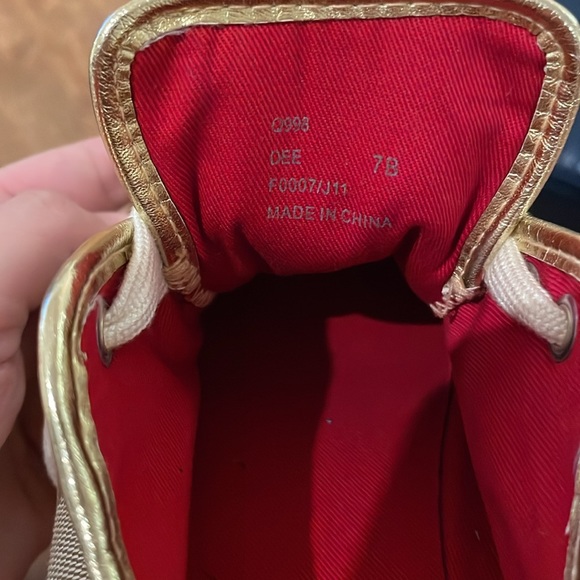 Q998
DEE 7B
F0007/J11
MADE IN CHINA